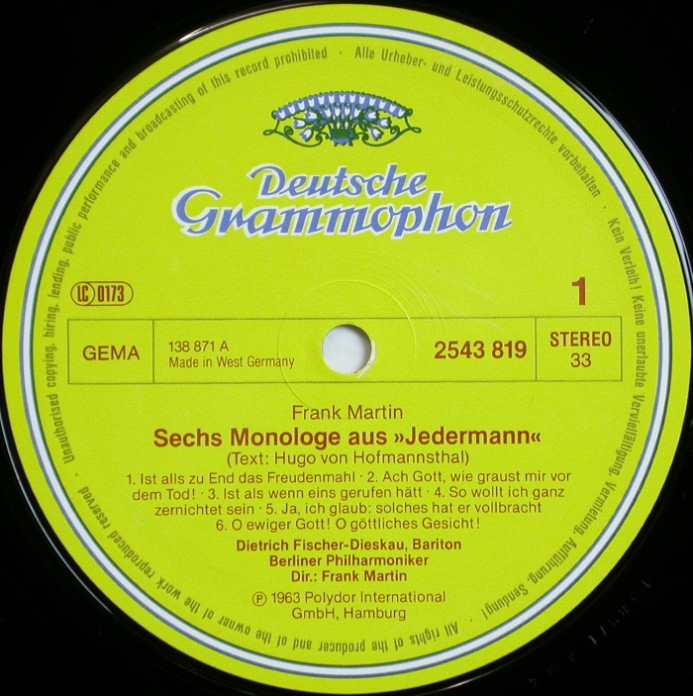 Alle Urheber- und Leistungsschutzrechte vorbehalten · Kein Verleih! Keine unerlaubte Vervielfältigung, Vermietung, Aufführung, Sendung! ·
All rights of the producer and of the owner of the work reproduced reserved · Unauthorised copying, hiring, lending, public performance and broadcasting of this record prohibited ·
Deutsche
Grammophon
LC 0173
1
GEMA
138 871 A
Made in West Germany
2543 819
STEREO
33
Frank Martin
Sechs Monologe aus »Jedermann«
(Text: Hugo von Hofmannsthal)
1. Ist alls zu End das Freudenmahl · 2. Ach Gott, wie graust mir vor
dem Tod! · 3. Ist als wenn eins gerufen hätt · 4. So wollt ich ganz
zernichtet sein · 5. Ja, ich glaub: solches hat er vollbracht
6. O ewiger Gott! O göttliches Gesicht!
Dietrich Fischer-Dieskau, Bariton
Berliner Philharmoniker
Dir.: Frank Martin
Ⓟ 1963 Polydor International
GmbH, Hamburg